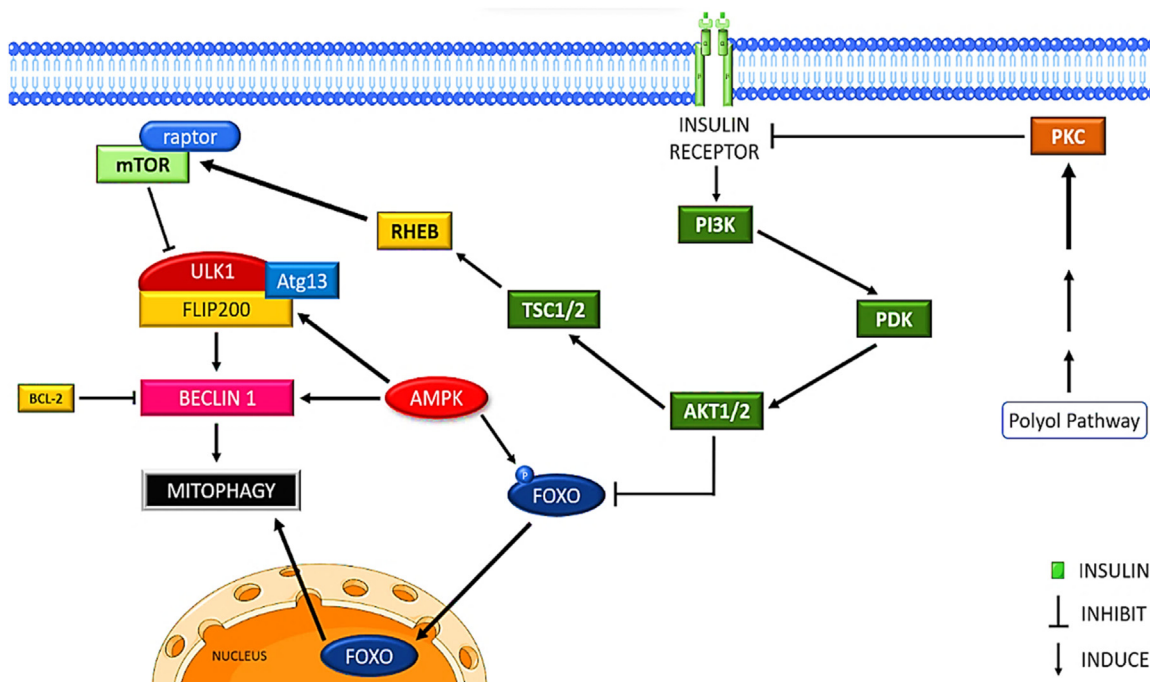 raptor
mTOR
INSULIN
RECEPTOR
PKC
PI3K
RHEB
ULK1
Atg13
FLIP200
TSC1/2
PDK
BCL-2
BECLIN 1
AMPK
AKT1/2
Polyol Pathway
MITOPHAGY
P
FOXO
NUCLEUS
FOXO
INSULIN
INHIBIT
INDUCE